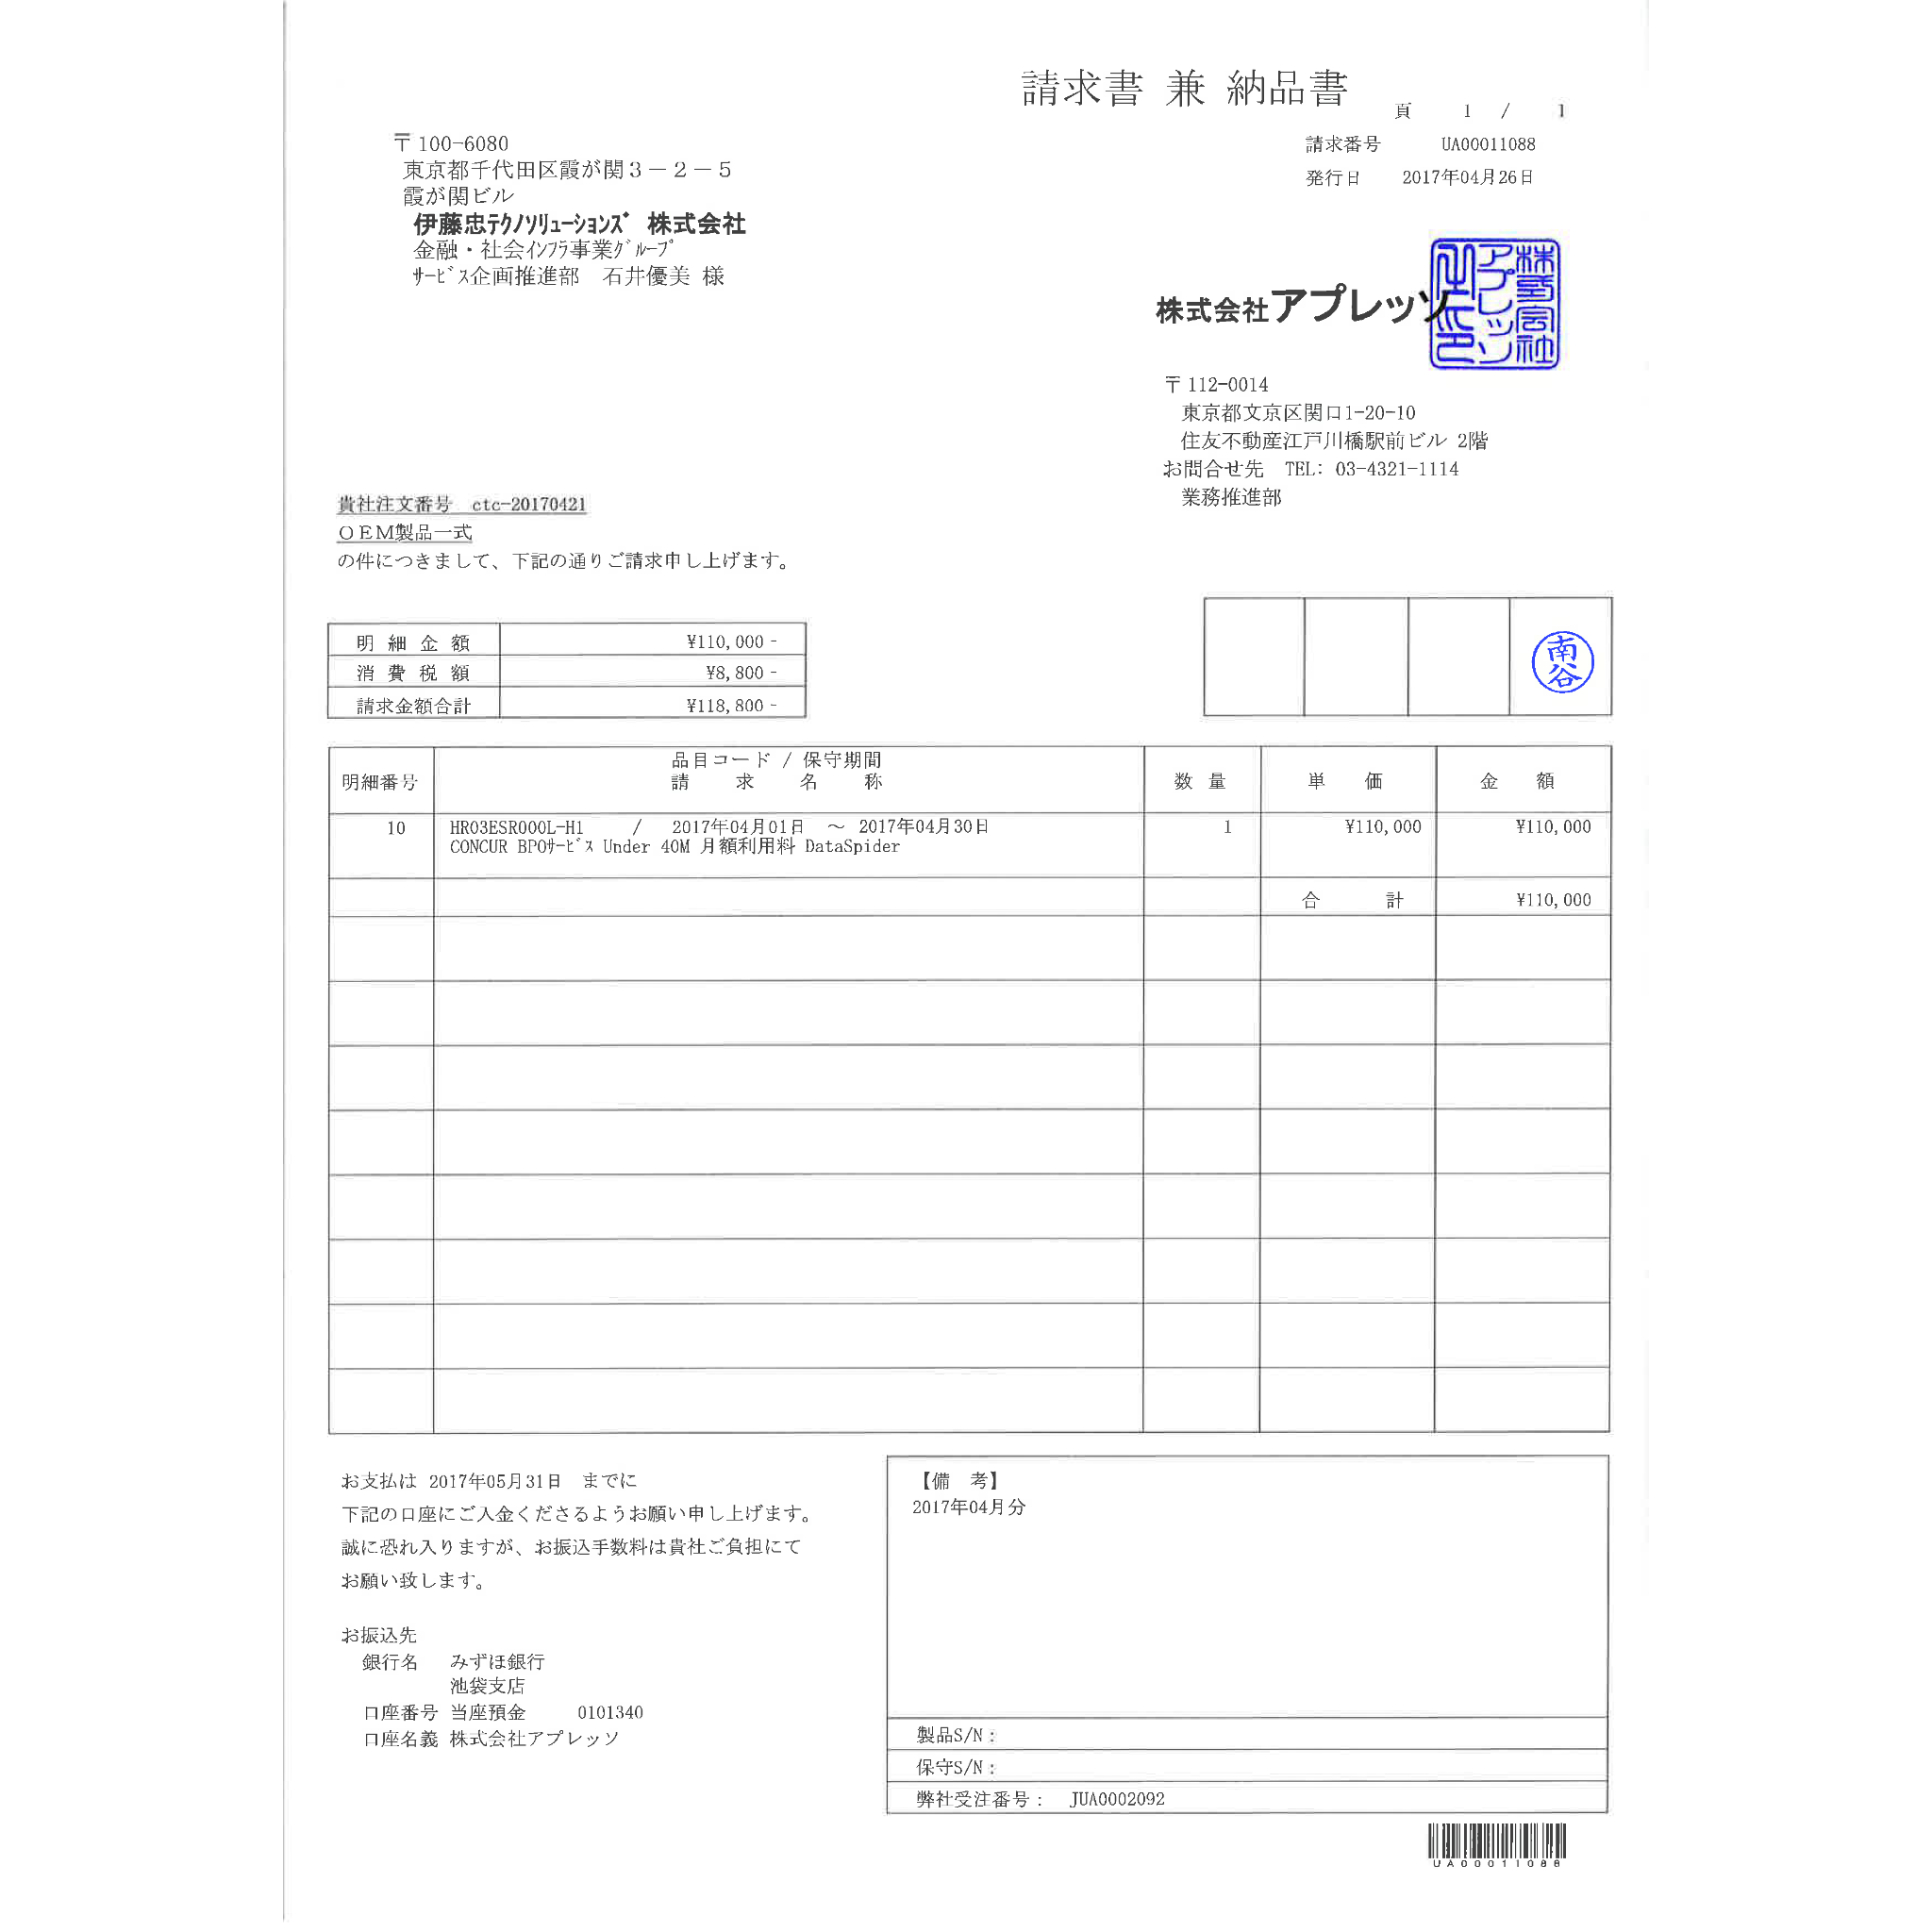 請求書 兼 納品書
頁 1 / 1
請求番号 UA00011088
発行日 2017年04月26日
〒100-6080
東京都千代田区霞が関３－２－５
霞が関ビル
伊藤忠ﾃｸﾉｿﾘｭｰｼｮﾝｽﾞ 株式会社
金融・社会ｲﾝﾌﾗ事業ｸﾞﾙｰﾌﾟ
ｻｰﾋﾞｽ企画推進部 石井優美 様
株式会社アプレッソ
株式会社アプレッソ之印
〒112-0014
東京都文京区関口1-20-10
住友不動産江戸川橋駅前ビル 2階
お問合せ先 TEL: 03-4321-1114
業務推進部
貴社注文番号 ctc-20170421
ＯＥＭ製品一式
の件につきまして、下記の通りご請求申し上げます。
明細金額 ¥110,000 -
消費税額 ¥8,800 -
請求金額合計 ¥118,800 -
南谷
明細番号 品目コード / 保守期間 請求名称 数量 単価 金額
10 HR03ESR000L-H1 / 2017年04月01日 ～ 2017年04月30日 1 ¥110,000 ¥110,000
CONCUR BPOｻｰﾋﾞｽ Under 40M 月額利用料 DataSpider
合計 ¥110,000
お支払は 2017年05月31日 までに
下記の口座にご入金くださるようお願い申し上げます。
誠に恐れ入りますが、お振込手数料は貴社ご負担にて
お願い致します。
お振込先
銀行名 みずほ銀行
池袋支店
口座番号 当座預金 0101340
口座名義 株式会社アプレッソ
【備 考】
2017年04月分
製品S/N：
保守S/N：
弊社受注番号： JUA0002092
UA00011088